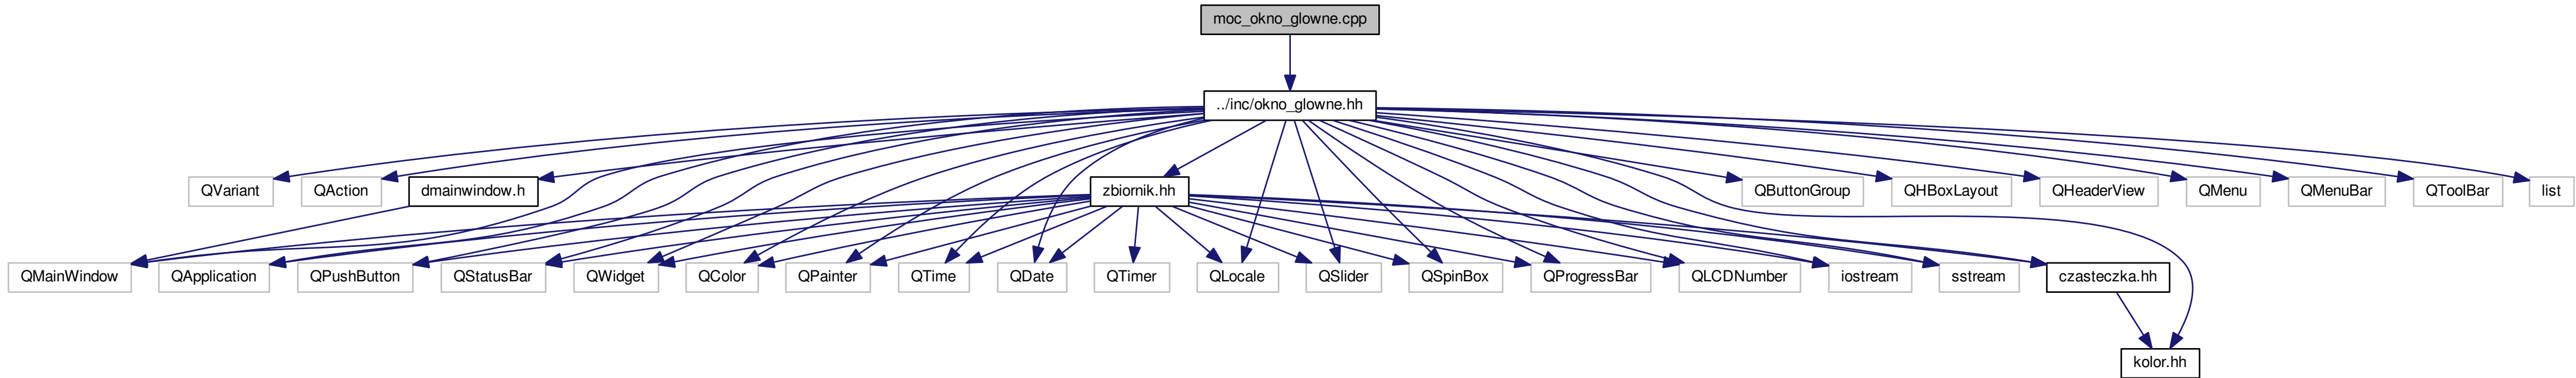 moc_okno_glowne.cpp
../inc/okno_glowne.hh
QVariant
QAction
dmainwindow.h
zbiornik.hh
QButtonGroup
QHBoxLayout
QHeaderView
QMenu
QMenuBar
QToolBar
list
QMainWindow
QApplication
QPushButton
QStatusBar
QWidget
QColor
QPainter
QTime
QDate
QTimer
QLocale
QSlider
QSpinBox
QProgressBar
QLCDNumber
iostream
sstream
czasteczka.hh
kolor.hh